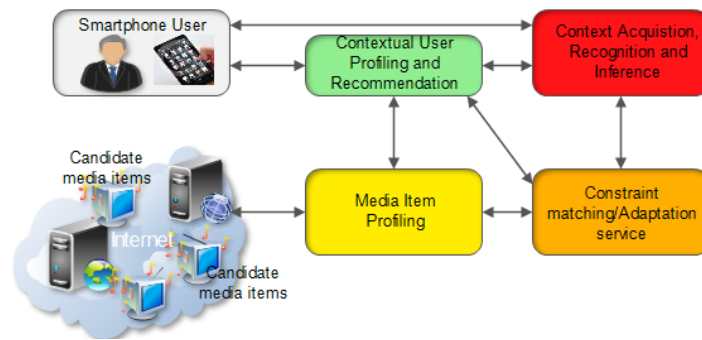 Smartphone User
Contextual User
Profiling and
Recommendation
Context Acquistion,
Recognition and
Inference
Candidate
media items
Internet
Candidate
media items
Media Item
Profiling
Constraint
matching/Adaptation
service